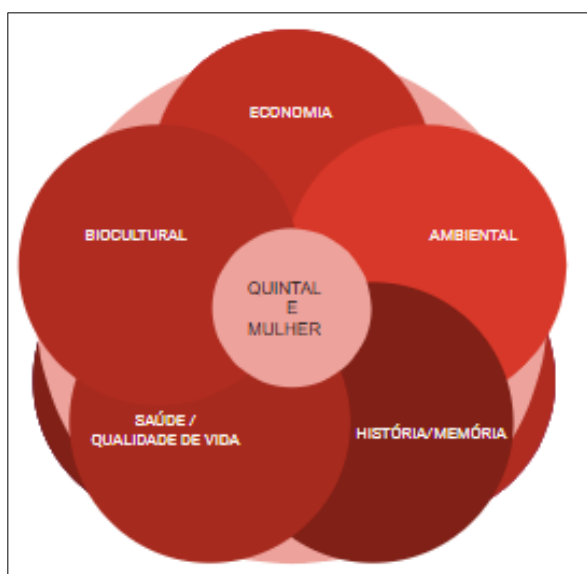 ECONOMIA
BIOCULTURAL
AMBIENTAL
QUINTAL
E
MULHER
SAÚDE /
QUALIDADE DE VIDA
HISTÓRIA/MEMÓRIA